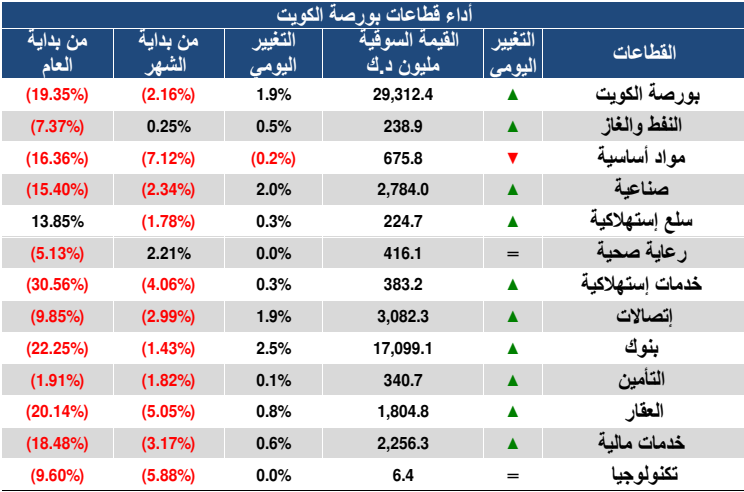 أداء قطاعات بورصة الكويت
القطاعات التغيير اليومي القيمة السوقية مليون د.ك التغيير اليومي من بداية الشهر من بداية العام
بورصة الكويت ▲ 29,312.4 1.9% (2.16%) (19.35%)
النفط والغاز ▲ 238.9 0.5% 0.25% (7.37%)
مواد أساسية ▼ 675.8 (0.2%) (7.12%) (16.36%)
صناعية ▲ 2,784.0 2.0% (2.34%) (15.40%)
سلع إستهلاكية ▲ 224.7 0.3% (1.78%) 13.85%
رعاية صحية = 416.1 0.0% 2.21% (5.13%)
خدمات إستهلاكية ▲ 383.2 0.3% (4.06%) (30.56%)
إتصالات ▲ 3,082.3 1.9% (2.99%) (9.85%)
بنوك ▲ 17,099.1 2.5% (1.43%) (22.25%)
التأمين ▲ 340.7 0.1% (1.82%) (1.91%)
العقار ▲ 1,804.8 0.8% (5.05%) (20.14%)
خدمات مالية ▲ 2,256.3 0.6% (3.17%) (18.48%)
تكنولوجيا = 6.4 0.0% (5.88%) (9.60%)